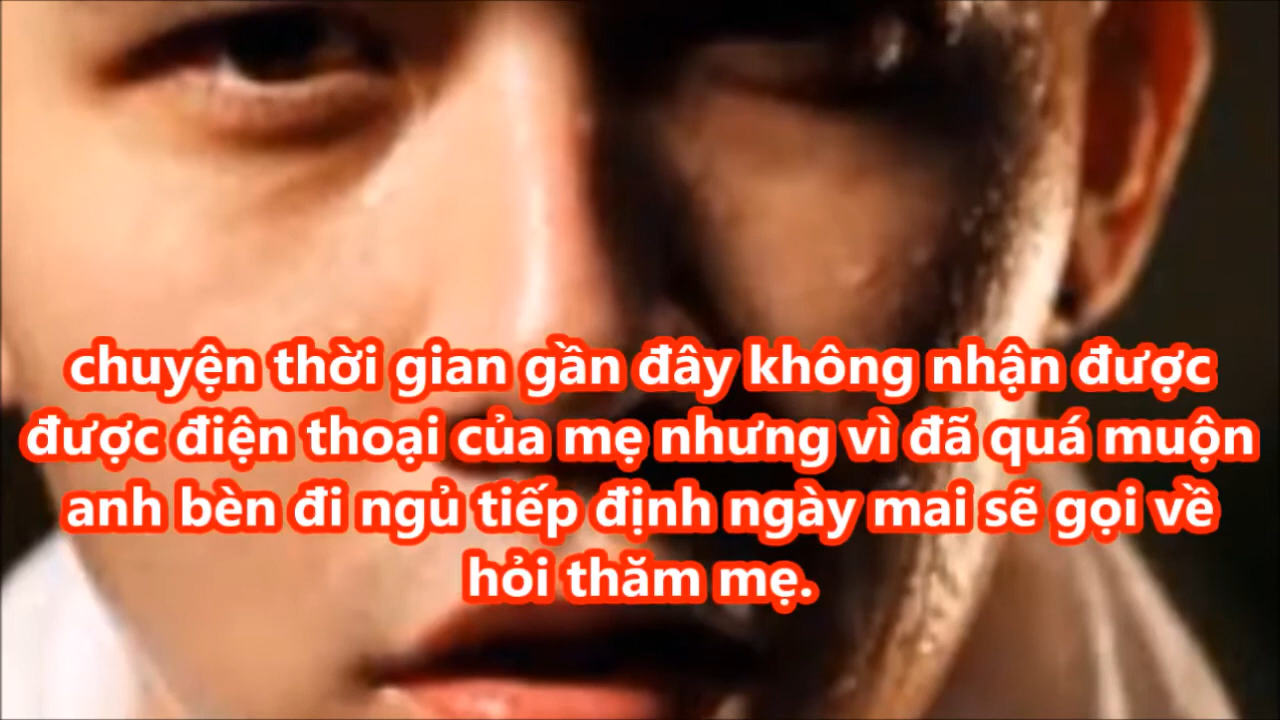 chuyện thời gian gần đây không nhận được
được điện thoại của mẹ nhưng vì đã quá muộn
anh bèn đi ngủ tiếp định ngày mai sẽ gọi về
hỏi thăm mẹ.